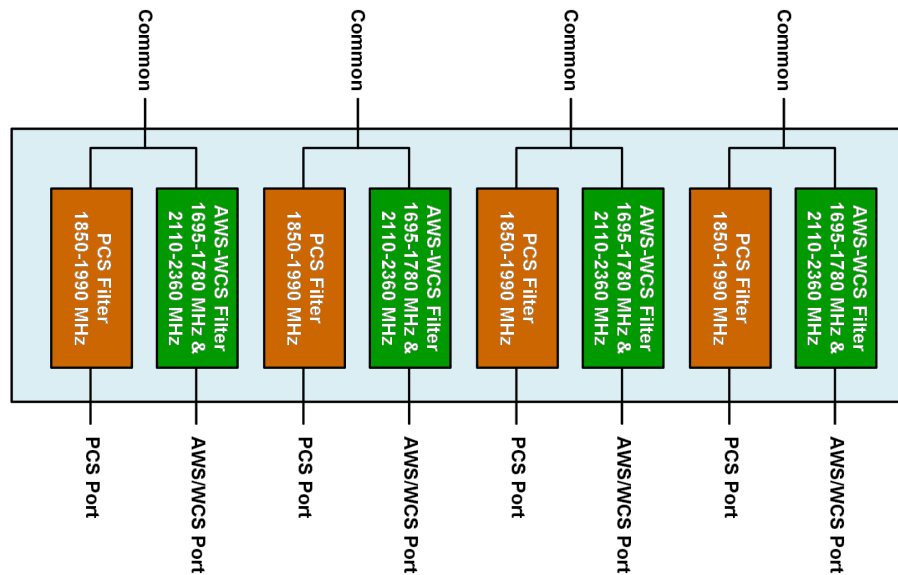 Common
Common
Common
Common
PCS Filter
1850-1990 MHz
AWS-WCS Filter
1695-1780 MHz &
2110-2360 MHz
PCS Filter
1850-1990 MHz
AWS-WCS Filter
1695-1780 MHz &
2110-2360 MHz
PCS Filter
1850-1990 MHz
AWS-WCS Filter
1695-1780 MHz &
2110-2360 MHz
PCS Filter
1850-1990 MHz
AWS-WCS Filter
1695-1780 MHz &
2110-2360 MHz
PCS Port
AWS/WCS Port
PCS Port
AWS/WCS Port
PCS Port
AWS/WCS Port
PCS Port
AWS/WCS Port